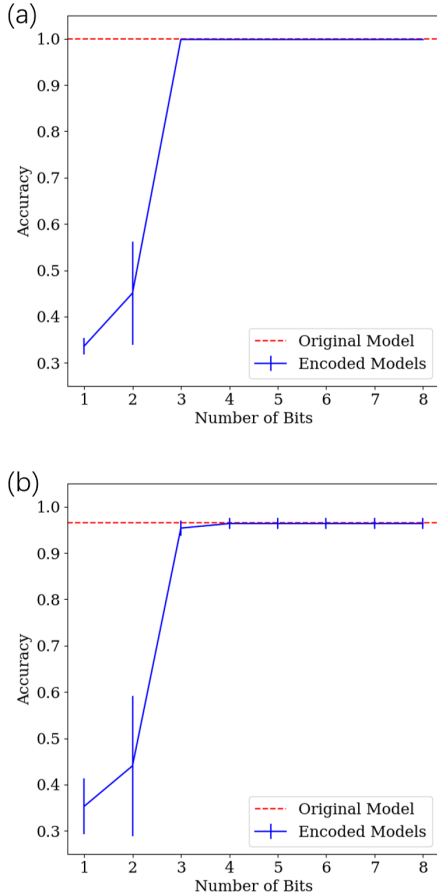 (a)
1.0
0.9
0.8
0.7
0.6
0.5
0.4
0.3
Accuracy
Original Model
Encoded Models
1 2 3 4 5 6 7 8
Number of Bits
(b)
1.0
0.9
0.8
0.7
0.6
0.5
0.4
0.3
Accuracy
Original Model
Encoded Models
1 2 3 4 5 6 7 8
Number of Bits